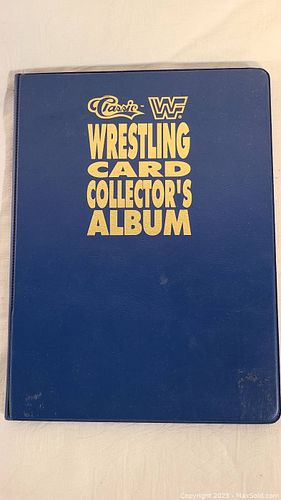 Classic WF
WRESTLING
CARD
COLLECTOR'S
ALBUM
Copyright 2023 - MaxSold.com